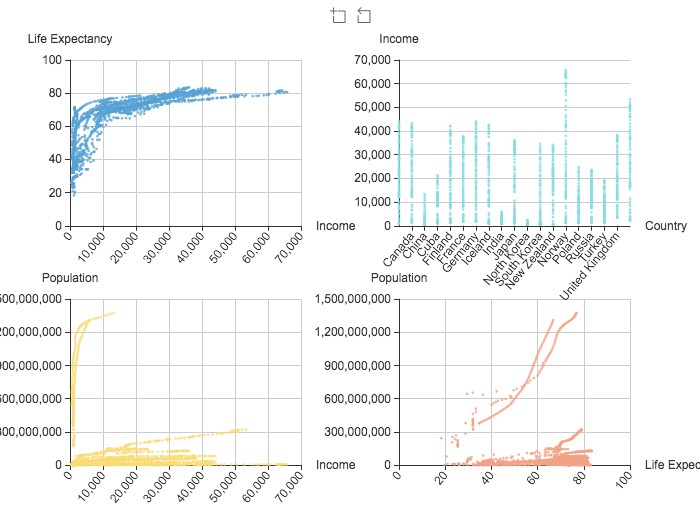 Life Expectancy
Income
100
80
60
40
20
0
0
10,000
20,000
30,000
40,000
50,000
60,000
70,000
Income
70,000
60,000
50,000
40,000
30,000
20,000
10,000
0
Canada
China
Cuba
Finland
France
Germany
Iceland
India
Japan
North Korea
South Korea
New Zealand
Norway
Poland
Russia
Turkey
United Kingdom
Country
Population
Population
500,000,000
200,000,000
900,000,000
600,000,000
300,000,000
0
0
10,000
20,000
30,000
40,000
50,000
60,000
70,000
Income
1,500,000,000
1,200,000,000
900,000,000
600,000,000
300,000,000
0
0
20
40
60
80
100
Life Expec